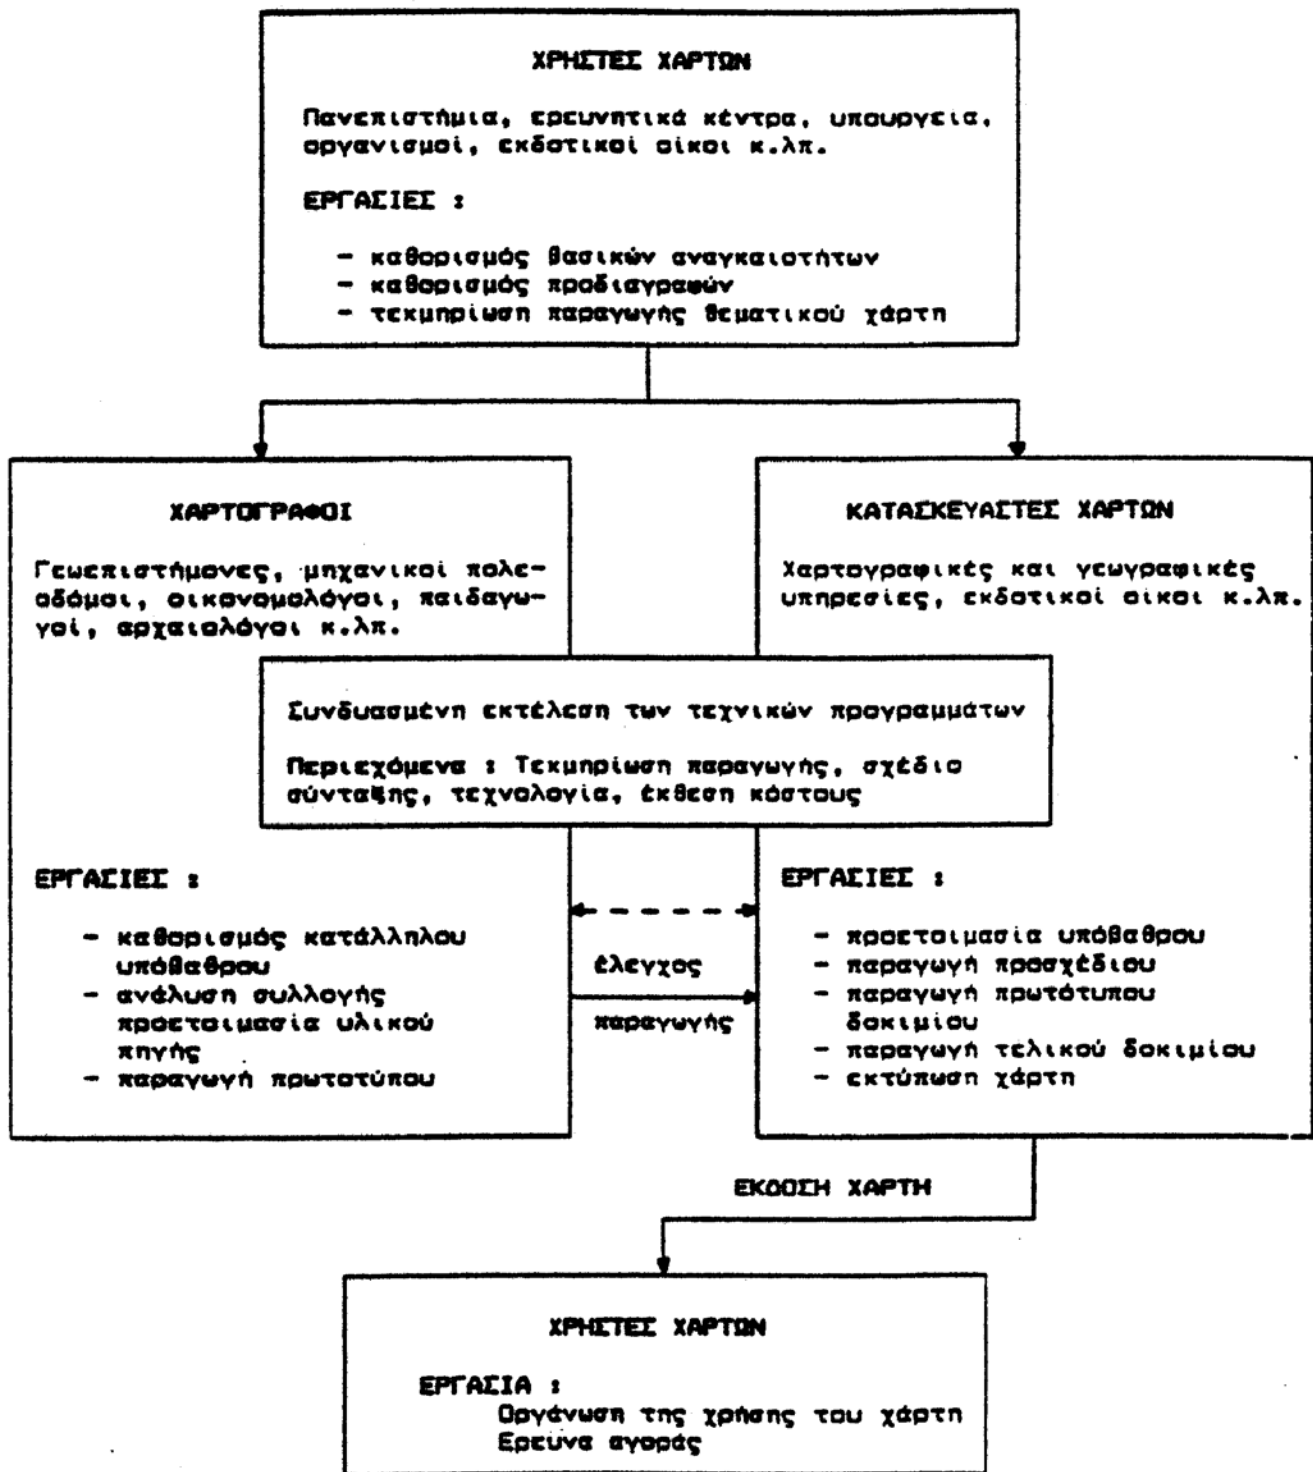 ΧΡΗΣΤΕΣ ΧΑΡΤΩΝ
Πανεπιστήμια, ερευνητικά κέντρα, υπουργεία,
οργανισμοί, εκδοτικοί οίκοι κ.λπ.
ΕΡΓΑΣΙΕΣ :
- καθορισμός βασικών αναγκαιοτήτων
- καθορισμός προδιαγραφών
- τεκμηρίωση παραγωγής θεματικού χάρτη
ΧΑΡΤΟΓΡΑΦΟΙ
Γεωεπιστήμονες, μηχανικοί πολε-
οδόμοι, οικονομολόγοι, παιδαγω-
γοί, αρχαιολόγοι κ.λπ.
ΚΑΤΑΣΚΕΥΑΣΤΕΣ ΧΑΡΤΩΝ
Χαρτογραφικές και γεωγραφικές
υπηρεσίες, εκδοτικοί οίκοι κ.λπ.
Συνδυασμένη εκτέλεση των τεχνικών προγραμμάτων
Περιεχόμενα : Τεκμηρίωση παραγωγής, σχέδιο
σύνταξης, τεχνολογία, έκθεση κόστους
ΕΡΓΑΣΙΕΣ :
- καθορισμός κατάλληλου
υπόβαθρου
- ανάλυση συλλογής
προετοιμασία υλικού
πηγής
- παραγωγή πρωτοτύπου
έλεγχος
παραγωγής
ΕΡΓΑΣΙΕΣ :
- προετοιμασία υπόβαθρου
- παραγωγή προσχέδιου
- παραγωγή πρωτότυπου
δοκιμίου
- παραγωγή τελικού δοκιμίου
- εκτύπωση χάρτη
ΕΚΔΟΣΗ ΧΑΡΤΗ
ΧΡΗΣΤΕΣ ΧΑΡΤΩΝ
ΕΡΓΑΣΙΑ :
Οργάνωση της χρήσης του χάρτη
Ερευνα αγοράς